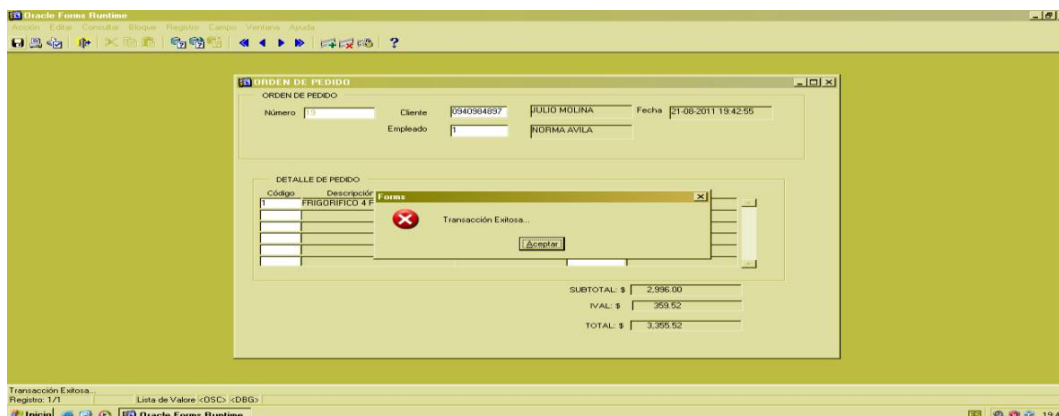 Oracle Forms Runtime
Acción Editar Consultar Bloque Registro Campo Ventana Ayuda
ORDEN DE PEDIDO
ORDEN DE PEDIDO
Número 19 Cliente 0940984897 JULIO MOLINA Fecha 21-08-2011 19:42:55
Empleado 1 NORMA AVILA
DETALLE DE PEDIDO
Código Descripción
1 FRIGORIFICO 4 F
Forms
Transacción Exitosa...
Aceptar
SUBTOTAL: $ 2,996.00
IVAL: $ 359.52
TOTAL: $ 3,355.52
Transacción Exitosa...
Registro: 1/1 Lista de Valore <OSC> <DBG>
Inicio Oracle Forms Runtime